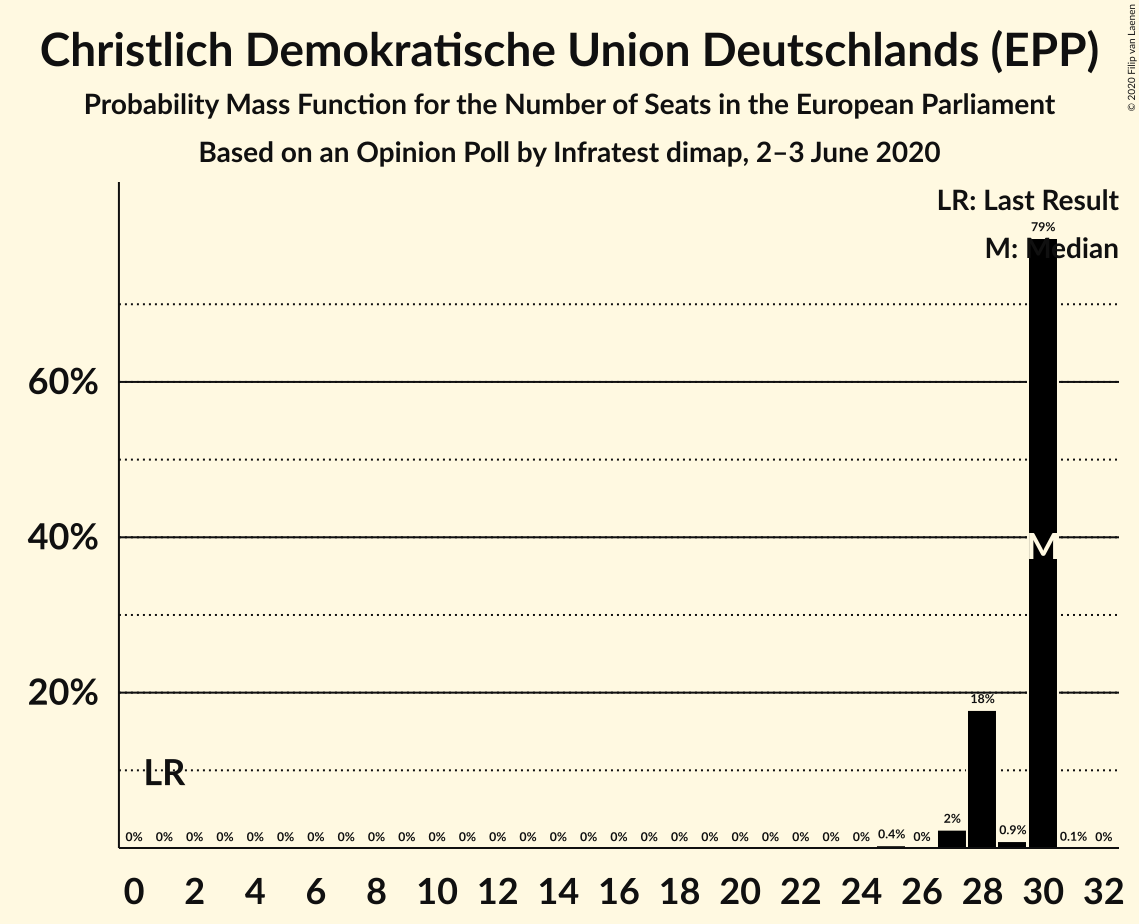 Christlich Demokratische Union Deutschlands (EPP)
Probability Mass Function for the Number of Seats in the European Parliament
Based on an Opinion Poll by Infratest dimap, 2–3 June 2020
© 2020 Filip van Laenen
LR: Last Result
79%
M: Median
60%
40%
M
20%
18%
LR
0% 0% 0% 0% 0% 0% 0% 0% 0% 0% 0% 0% 0% 0% 0% 0% 0% 0% 0% 0% 0% 0% 0% 0% 0% 0.4% 0% 2% 0.9% 0.1% 0%
0 2 4 6 8 10 12 14 16 18 20 22 24 26 28 30 32